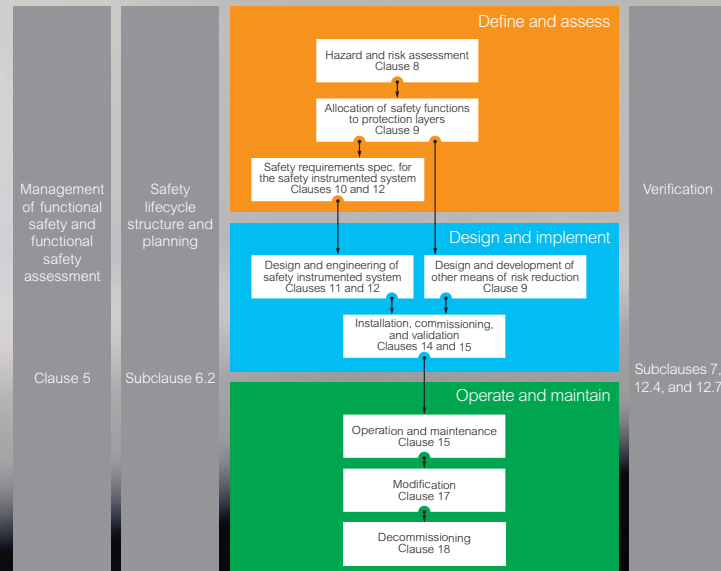 Define and assess
Hazard and risk assessment
Clause 8
Allocation of safety functions
to protection layers
Clause 9
Safety requirements spec. for
the safety instrumented system
Clauses 10 and 12
Management
of functional
safety and
functional
safety
assessment
Clause 5
Safety
lifecycle
structure and
planning
Subclause 6.2
Design and implement
Design and engineering of
safety instrumented system
Clauses 11 and 12
Design and development of
other means of risk reduction
Clause 9
Installation, commissioning,
and validation
Clauses 14 and 15
Operate and maintain
Operation and maintenance
Clause 15
Modification
Clause 17
Decommissioning
Clause 18
Verification
Subclauses 7,
12.4, and 12.7